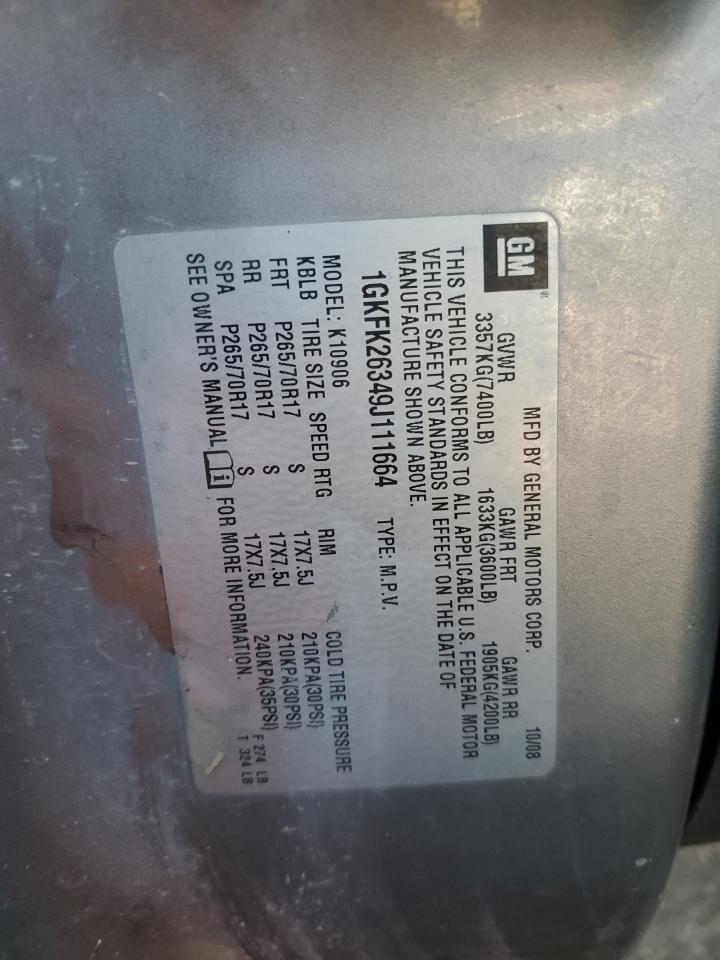 GM®
MFD BY GENERAL MOTORS CORP. 10/08
GVWR GAWR FRT GAWR RR
3357KG(7400LB) 1633KG(3600LB) 1905KG(4200LB)
THIS VEHICLE CONFORMS TO ALL APPLICABLE U.S. FEDERAL MOTOR
VEHICLE SAFETY STANDARDS IN EFFECT ON THE DATE OF
MANUFACTURE SHOWN ABOVE.
1GKFK26349J111664 TYPE: M.P.V.
MODEL: K10906
KBLB TIRE SIZE SPEED RTG RIM COLD TIRE PRESSURE
FRT P265/70R17 S 17X7.5J 210KPA(30PSI)
RR P265/70R17 S 17X7.5J 210KPA(30PSI)
SPA P265/70R17 S 17X7.5J 240KPA(35PSI) F 274 LB
SEE OWNER'S MANUAL FOR MORE INFORMATION. T 324 LB